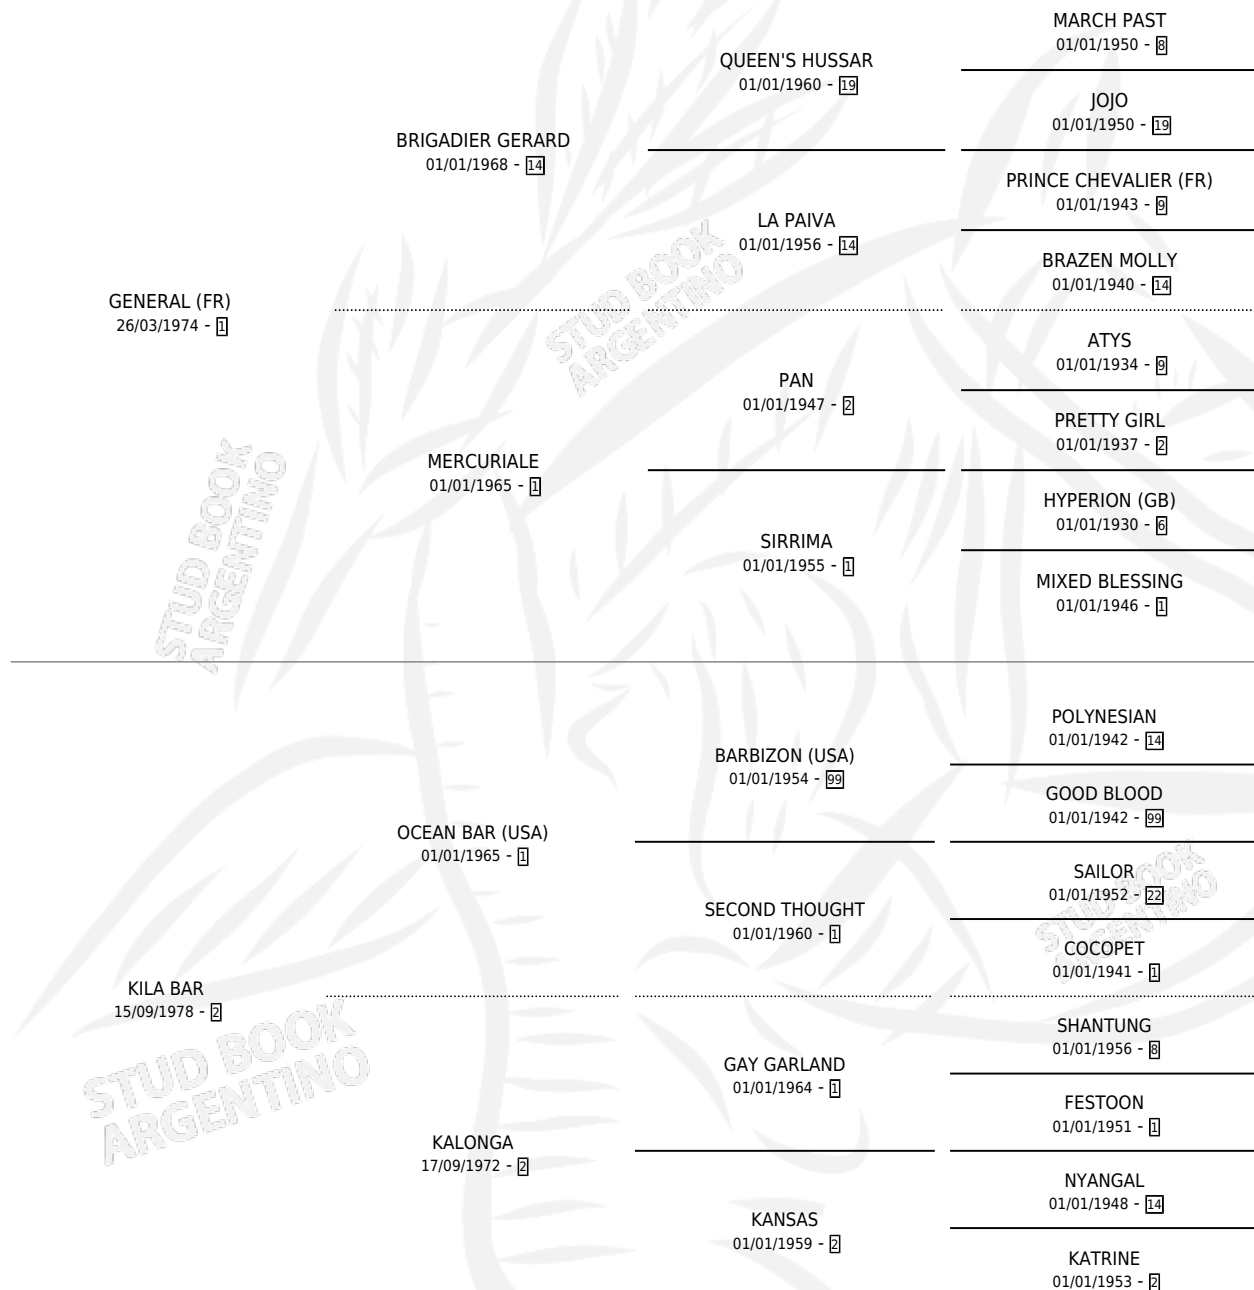 MARCH PAST
01/01/1950 - 8
QUEEN'S HUSSAR
01/01/1960 - 19
JOJO
01/01/1950 - 19
BRIGADIER GERARD
01/01/1968 - 14
PRINCE CHEVALIER (FR)
01/01/1943 - 9
LA PAIVA
01/01/1956 - 14
BRAZEN MOLLY
01/01/1940 - 14
GENERAL (FR)
26/03/1974 - 1
ATYS
01/01/1934 - 9
PAN
01/01/1947 - 2
PRETTY GIRL
01/01/1937 - 2
MERCURIALE
01/01/1965 - 1
HYPERION (GB)
01/01/1930 - 6
SIRRIMA
01/01/1955 - 1
MIXED BLESSING
01/01/1946 - 1
POLYNESIAN
01/01/1942 - 14
BARBIZON (USA)
01/01/1954 - 99
GOOD BLOOD
01/01/1942 - 99
OCEAN BAR (USA)
01/01/1965 - 1
SAILOR
01/01/1952 - 22
SECOND THOUGHT
01/01/1960 - 1
COCOPET
01/01/1941 - 1
KILA BAR
15/09/1978 - 2
SHANTUNG
01/01/1956 - 8
GAY GARLAND
01/01/1964 - 1
FESTOON
01/01/1951 - 1
KALONGA
17/09/1972 - 2
NYANGAL
01/01/1948 - 14
KANSAS
01/01/1959 - 2
KATRINE
01/01/1953 - 2
STUD BOOK
ARGENTINO
STUD BOOK
ARGENTINO
STUD BOOK
ARGENTINO
STUD BOOK
ARGENTINO